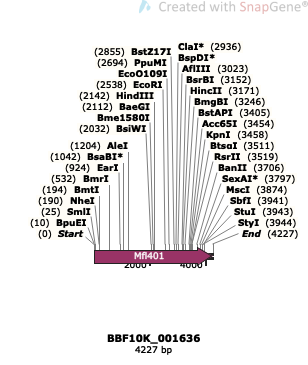 Created with SnapGene®
(2855) BstZ17I
(2694) PpuMI
EcoO109I
(2538) EcoRI
(2142) HindIII
(2112) BaeGI
Bme1580I
(2032) BsiWI
(1204) AleI
(1042) BsaBI*
(924) EarI
(532) BmrI
(194) BmtI
(190) NheI
(25) SmlI
(10) BpuEI
(0) Start
ClaI* (2936)
BspDI*
AflIII (3023)
BsrBI (3152)
HincII (3171)
BmgBI (3246)
BstAPI (3405)
Acc65I (3454)
KpnI (3458)
BtsαI (3511)
RsrII (3519)
BanII (3706)
SexAI* (3797)
MscI (3874)
SbfI (3941)
StuI (3943)
StyI (3944)
End (4227)
Mfl401
2000 4000
BBF10K_001636
4227 bp